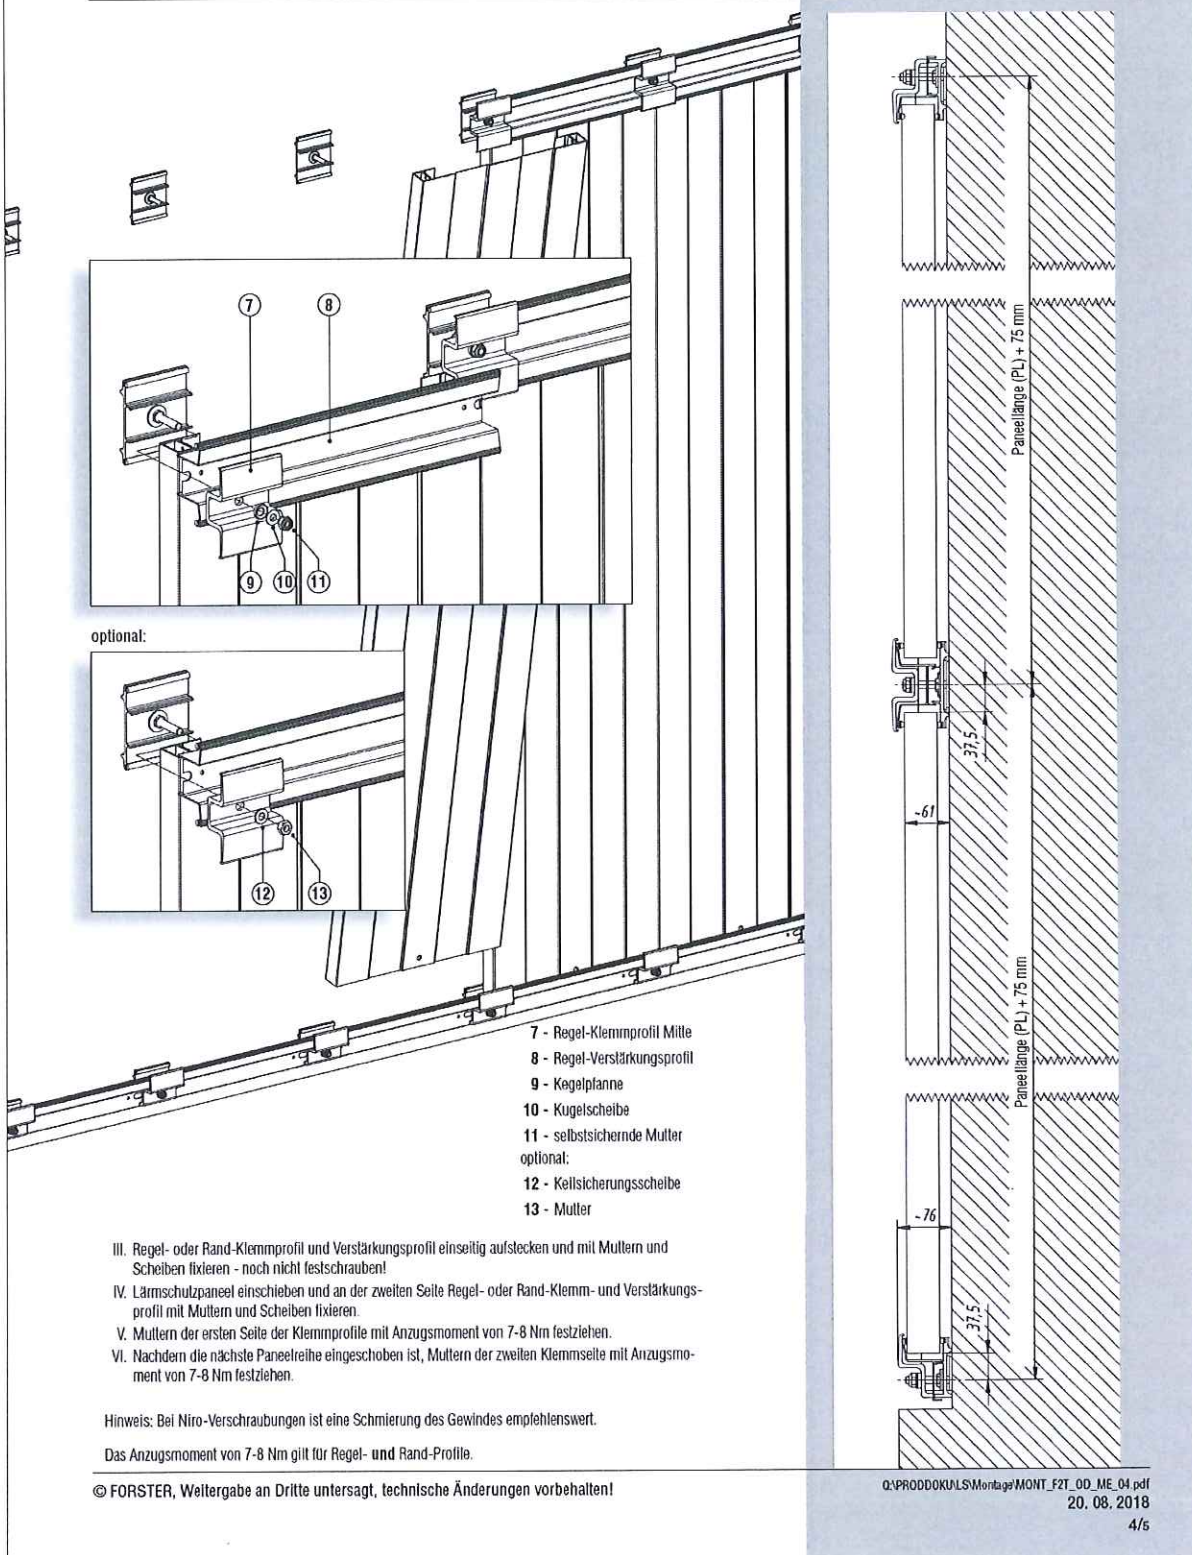 7
8
9
10
11
optional:
12
13
Paneellänge (PL) + 75 mm
37,5
~61
Paneellänge (PL) + 75 mm
~76
37,5
7 - Regel-Klemmprofil Mitte
8 - Regel-Verstärkungsprofil
9 - Kegelpfanne
10 - Kugelscheibe
11 - selbstsichernde Mutter
optional:
12 - Keilsicherungsscheibe
13 - Mutter
III. Regel- oder Rand-Klemmprofil und Verstärkungsprofil einseitig aufstecken und mit Muttern und
Scheiben fixieren - noch nicht festschrauben!
IV. Lärmschutzpaneel einschieben und an der zweiten Seite Regel- oder Rand-Klemm- und Verstärkungs-
profil mit Muttern und Scheiben fixieren.
V. Muttern der ersten Seite der Klemmprofile mit Anzugsmoment von 7-8 Nm festziehen.
VI. Nachdem die nächste Paneelreihe eingeschoben ist, Muttern der zweiten Klemmseite mit Anzugsmo-
ment von 7-8 Nm festziehen.
Hinweis: Bei Niro-Verschraubungen ist eine Schmierung des Gewindes empfehlenswert.
Das Anzugsmoment von 7-8 Nm gilt für Regel- und Rand-Profile.
© FORSTER, Weitergabe an Dritte untersagt, technische Änderungen vorbehalten!
Q:\PRODDOKU\LS\Montage\MONT_F2T_OD_ME_04.pdf
20. 08. 2018
4/5